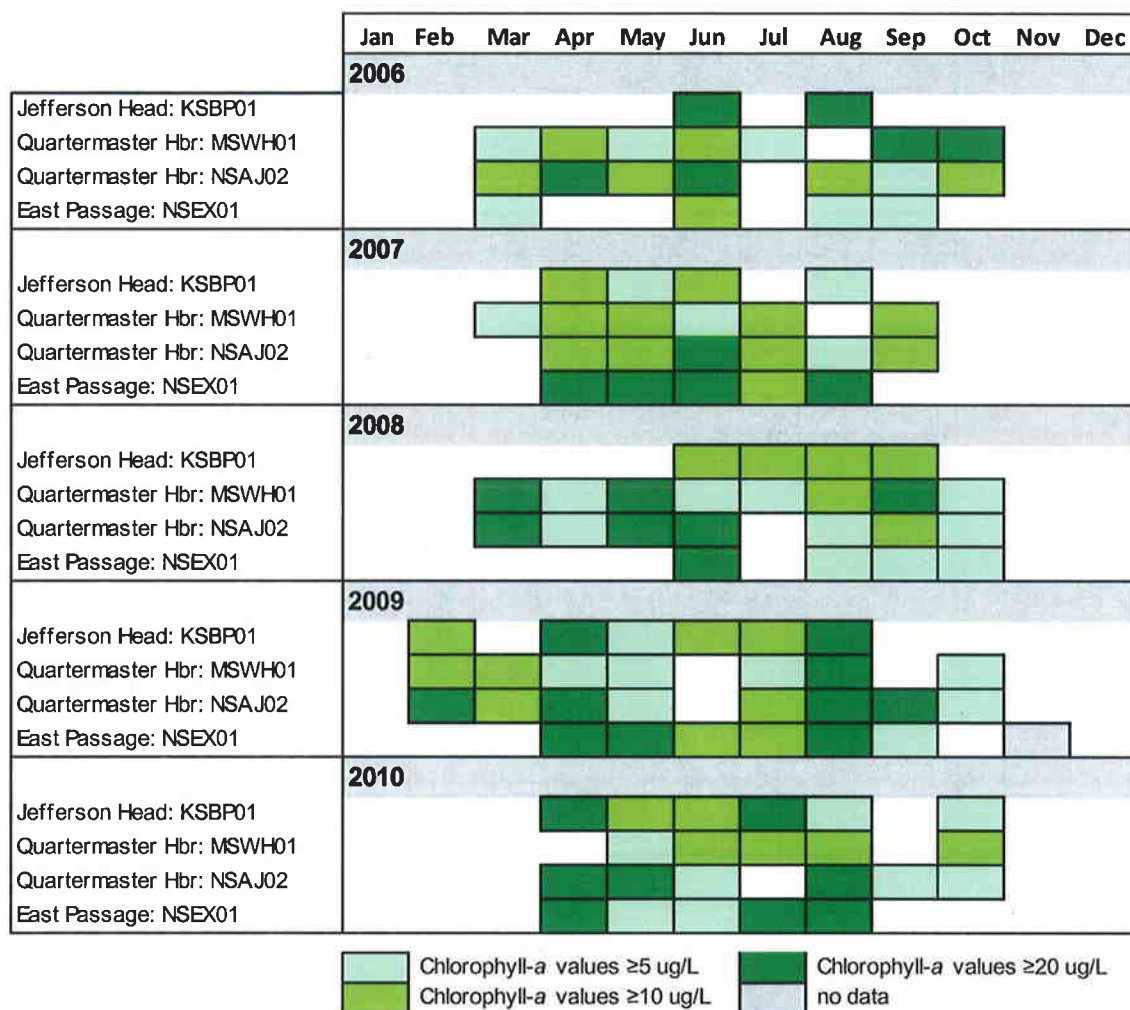 Jan Feb Mar Apr May Jun Jul Aug Sep Oct Nov Dec
2006
Jefferson Head: KSBP01
Quartermaster Hbr: MSWH01
Quartermaster Hbr: NSAJ02
East Passage: NSEX01
2007
Jefferson Head: KSBP01
Quartermaster Hbr: MSWH01
Quartermaster Hbr: NSAJ02
East Passage: NSEX01
2008
Jefferson Head: KSBP01
Quartermaster Hbr: MSWH01
Quartermaster Hbr: NSAJ02
East Passage: NSEX01
2009
Jefferson Head: KSBP01
Quartermaster Hbr: MSWH01
Quartermaster Hbr: NSAJ02
East Passage: NSEX01
2010
Jefferson Head: KSBP01
Quartermaster Hbr: MSWH01
Quartermaster Hbr: NSAJ02
East Passage: NSEX01
Chlorophyll-a values ≥5 ug/L
Chlorophyll-a values ≥10 ug/L
Chlorophyll-a values ≥20 ug/L
no data